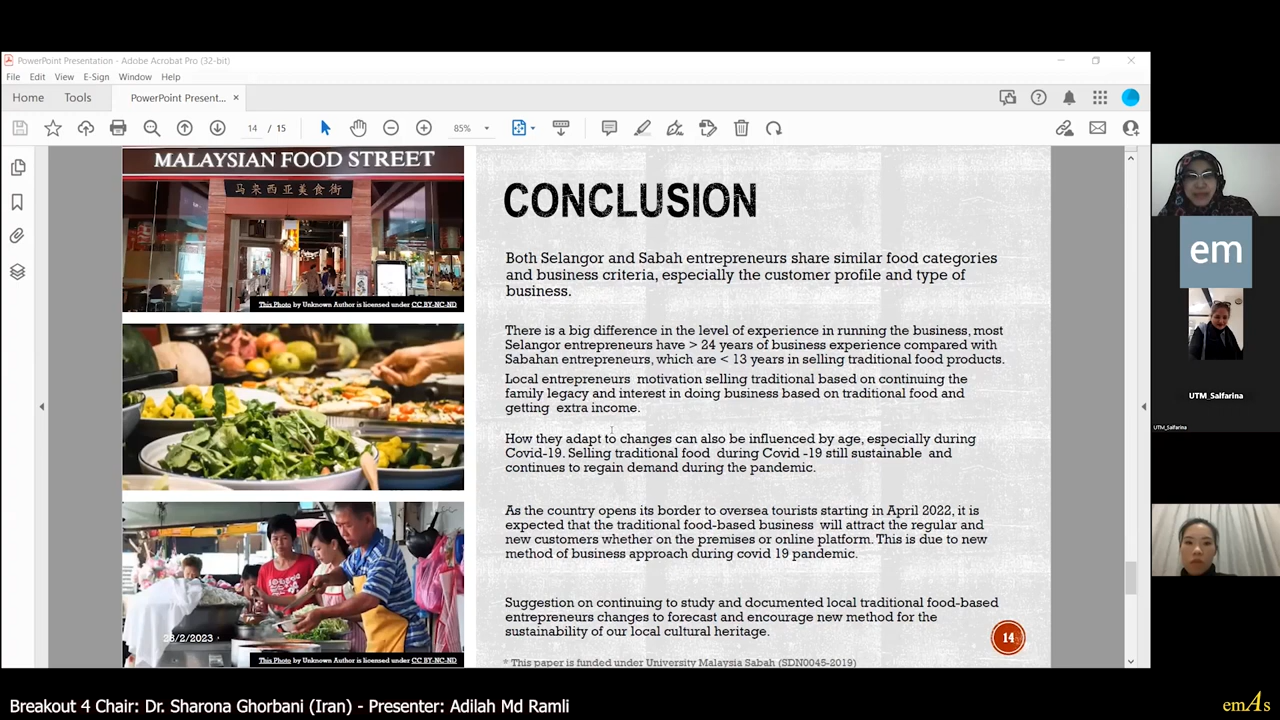 PowerPoint Presentation - Adobe Acrobat Pro (32-bit)
File Edit View E-Sign Window Help
Home Tools PowerPoint Present... ×
14 / 15 85%
MALAYSIAN FOOD STREET
马来西亚美食街
This Photo by Unknown Author is licensed under CC BY-NC-ND
CONCLUSION
Both Selangor and Sabah entrepreneurs share similar food categories
and business criteria, especially the customer profile and type of
business.
There is a big difference in the level of experience in running the business, most
Selangor entrepreneurs have > 24 years of business experience compared with
Sabahan entrepreneurs, which are < 13 years in selling traditional food products.
Local entrepreneurs motivation selling traditional based on continuing the
family legacy and interest in doing business based on traditional food and
getting extra income.
How they adapt to changes can also be influenced by age, especially during
Covid-19. Selling traditional food during Covid -19 still sustainable and
continues to regain demand during the pandemic.
As the country opens its border to oversea tourists starting in April 2022, it is
expected that the traditional food-based business will attract the regular and
new customers whether on the premises or online platform. This is due to new
method of business approach during covid 19 pandemic.
Suggestion on continuing to study and documented local traditional food-based
entrepreneurs changes to forecast and encourage new method for the
sustainability of our local cultural heritage.
* This paper is funded under University Malaysia Sabah (SDN0045-2019)
14
28/2/2023
This Photo by Unknown Author is licensed under CC BY-NC-ND
em
UTM_Salfarina
UTM_Salfarina
Breakout 4 Chair: Dr. Sharona Ghorbani (Iran) - Presenter: Adilah Md Ramli
emAs